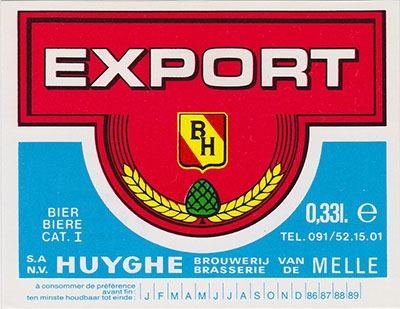 EXPORT
BH
BIER
BIERE
CAT. I
0,33l. e
TEL. 091/52.15.01
S.A. N.V. HUYGHE BROUWERIJ VAN BRASSERIE DE MELLE
à consommer de préférence
avant fin:
ten minste houdbaar tot einde: J F M A M J J A S O N D 86 87 88 89